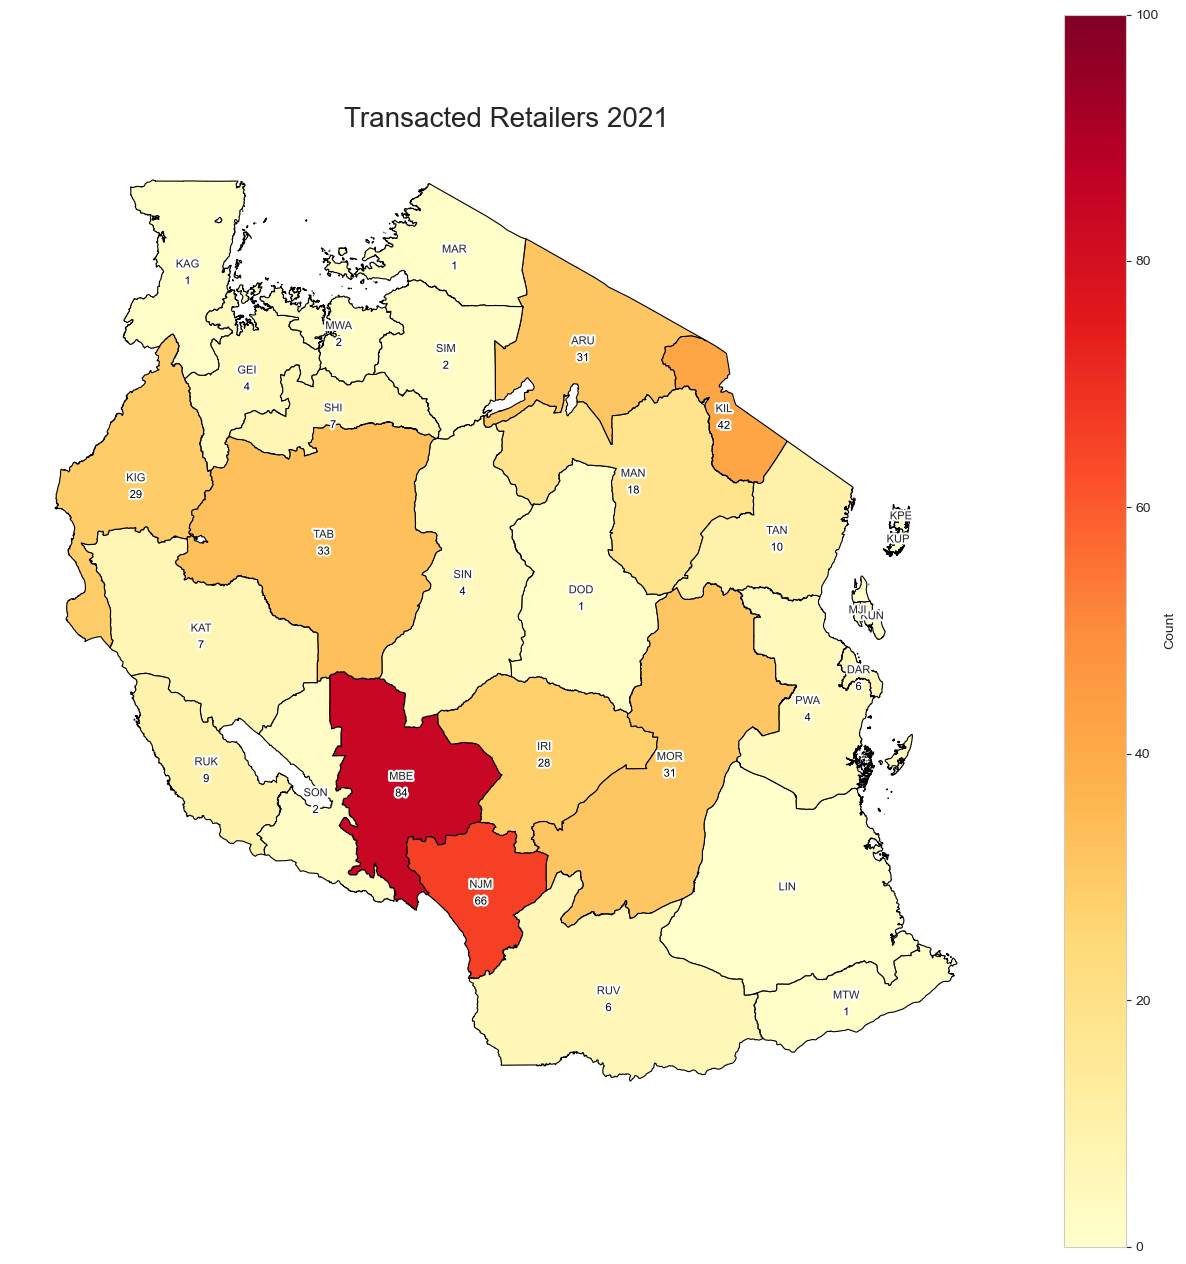 Transacted Retailers 2021
100
80
60
40
20
0
Count
KAG
1
MAR
1
MWA
2
SIM
2
ARU
31
GEI
4
SHI
7
KIL
42
KIG
29
MAN
18
TAB
33
TAN
10
KPE
KUP
SIN
4
DOD
1
MJI
KUN
KAT
7
DAR
6
PWA
4
RUK
9
IRI
28
MOR
31
MBE
84
SON
2
NJM
66
LIN
RUV
6
MTW
1